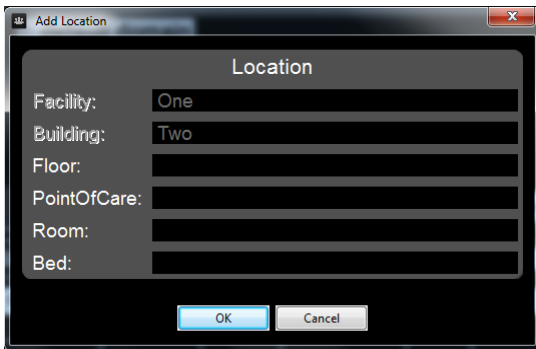 Add Location
Location
Facility: One
Building: Two
Floor:
PointOfCare:
Room:
Bed:
OK Cancel